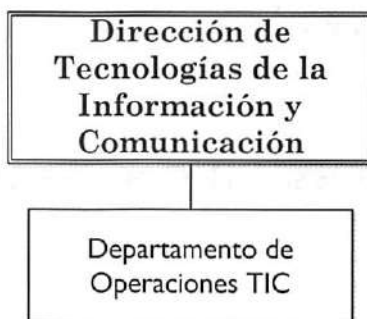 Dirección de
Tecnologías de la
Información y
Comunicación
Departamento de
Operaciones TIC